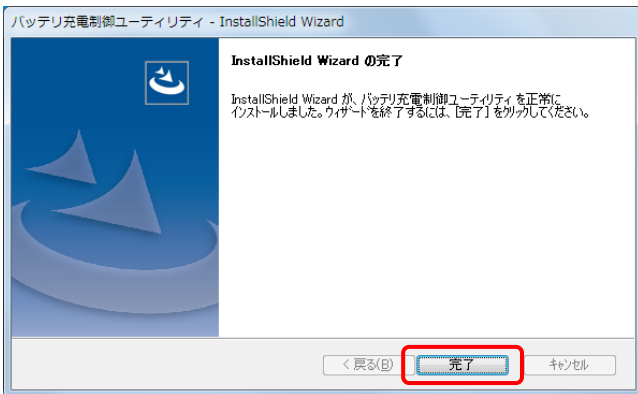 バッテリ充電制御ユーティリティ - InstallShield Wizard
InstallShield Wizard の完了
InstallShield Wizard が、バッテリ充電制御ユーティリティ を正常に
インストールしました。ウィザードを終了するには、[完了] をクリックしてください。
< 戻る(B)
完了
キャンセル